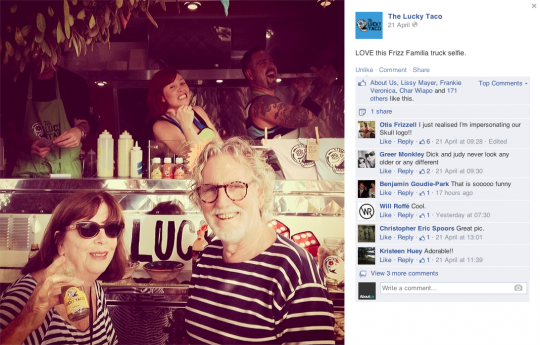 The Lucky Taco
21 April
LOVE this Frizz Familia truck selfie.
Unlike · Comment · Share
About Us, Lissy Mayer, Frankie
Veronica, Char Wiapo and 171
others like this.
Top Comments
1 share
Otis Frizzell I just realised I'm impersonating our
Skull logo!!
Like · Reply · 6 · 21 April at 09:28 · Edited
Greer Monkley Dick and judy never look any
older or any different
Like · Reply · 2 · 21 April at 09:30
Benjamin Goudie-Park That is sooooo funny
Like · Reply · 1 · 17 hours ago
WR
Will Roffé Cool.
Like · Reply · 1 · Yesterday at 07:30
Christopher Eric Spoors Great pic.
Like · Reply · 1 · 21 April at 13:01
Kristeen Huey Adorable!!
Like · Reply · 1 · 21 April at 11:39
View 3 more comments
Write a comment...
LUC